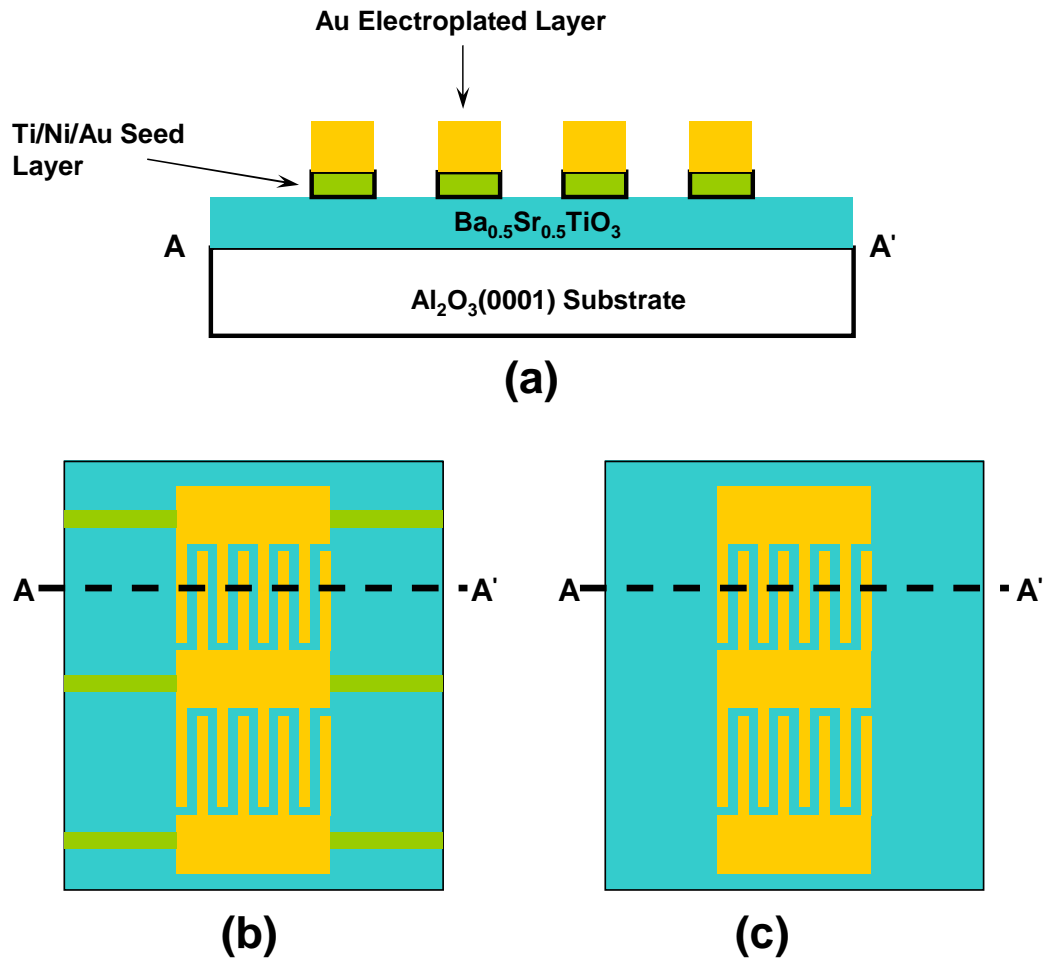 Au Electroplated Layer
Ti/Ni/Au Seed
Layer
Ba0.5Sr0.5TiO3
A A'
Al2O3(0001) Substrate
(a)
A A' A A'
(b) (c)